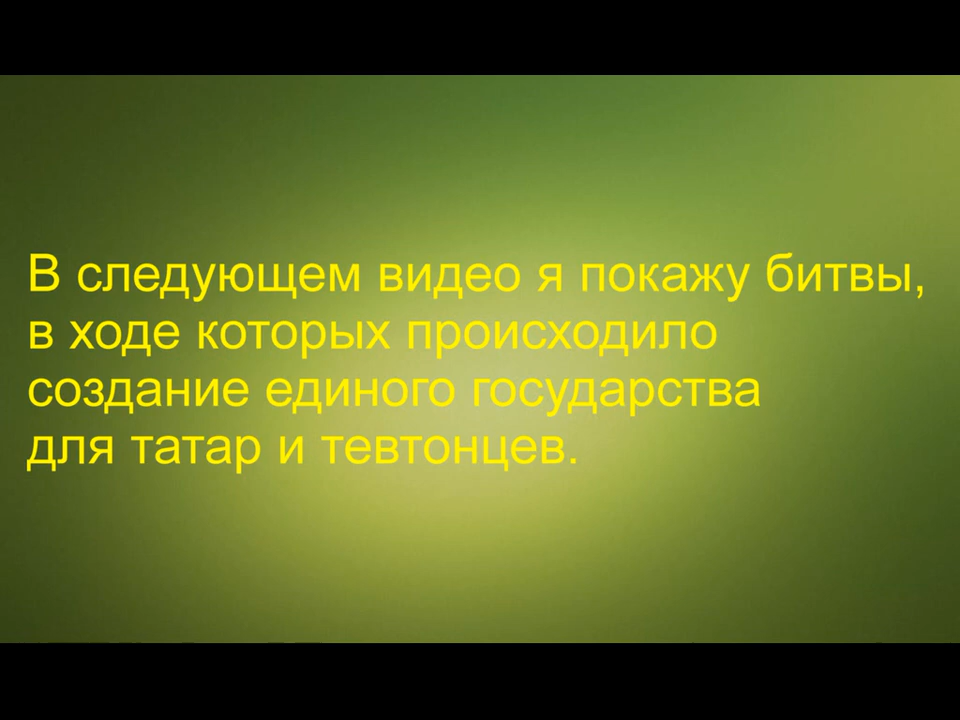 В следующем видео я покажу битвы,
в ходе которых происходило
создание единого государства
для татар и тевтонцев.